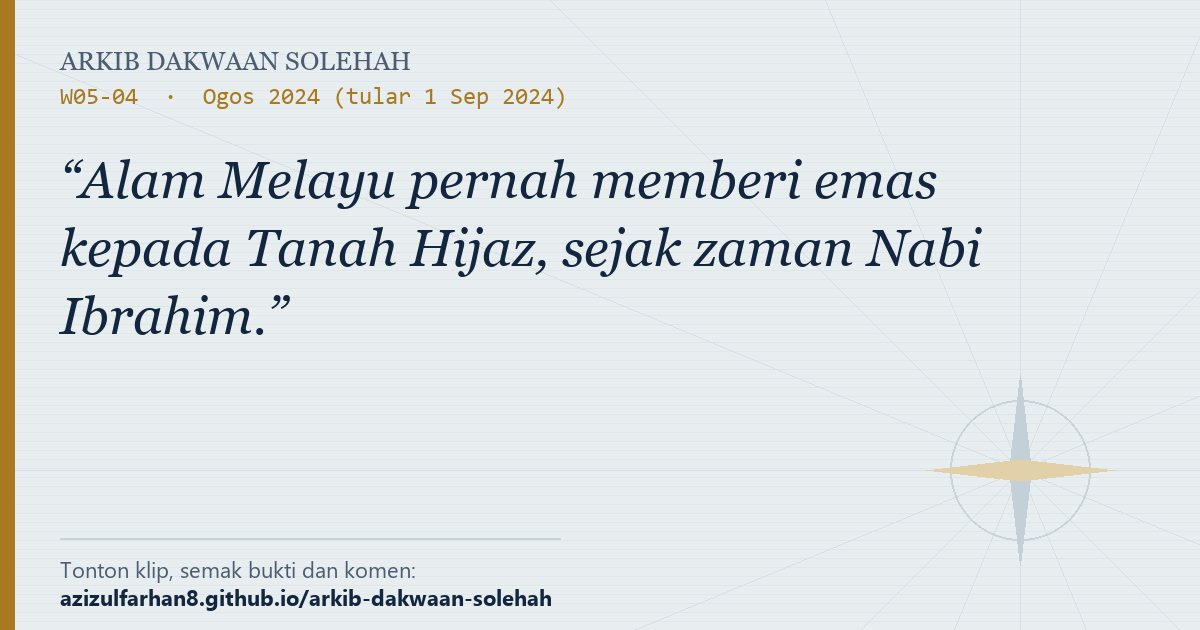 ARKIB DAKWAAN SOLEHAH
W05-04 · Ogos 2024 (tular 1 Sep 2024)
“Alam Melayu pernah memberi emas
kepada Tanah Hijaz, sejak zaman Nabi
Ibrahim.”
Tonton klip, semak bukti dan komen:
azizulfarhan8.github.io/arkib-dakwaan-solehah